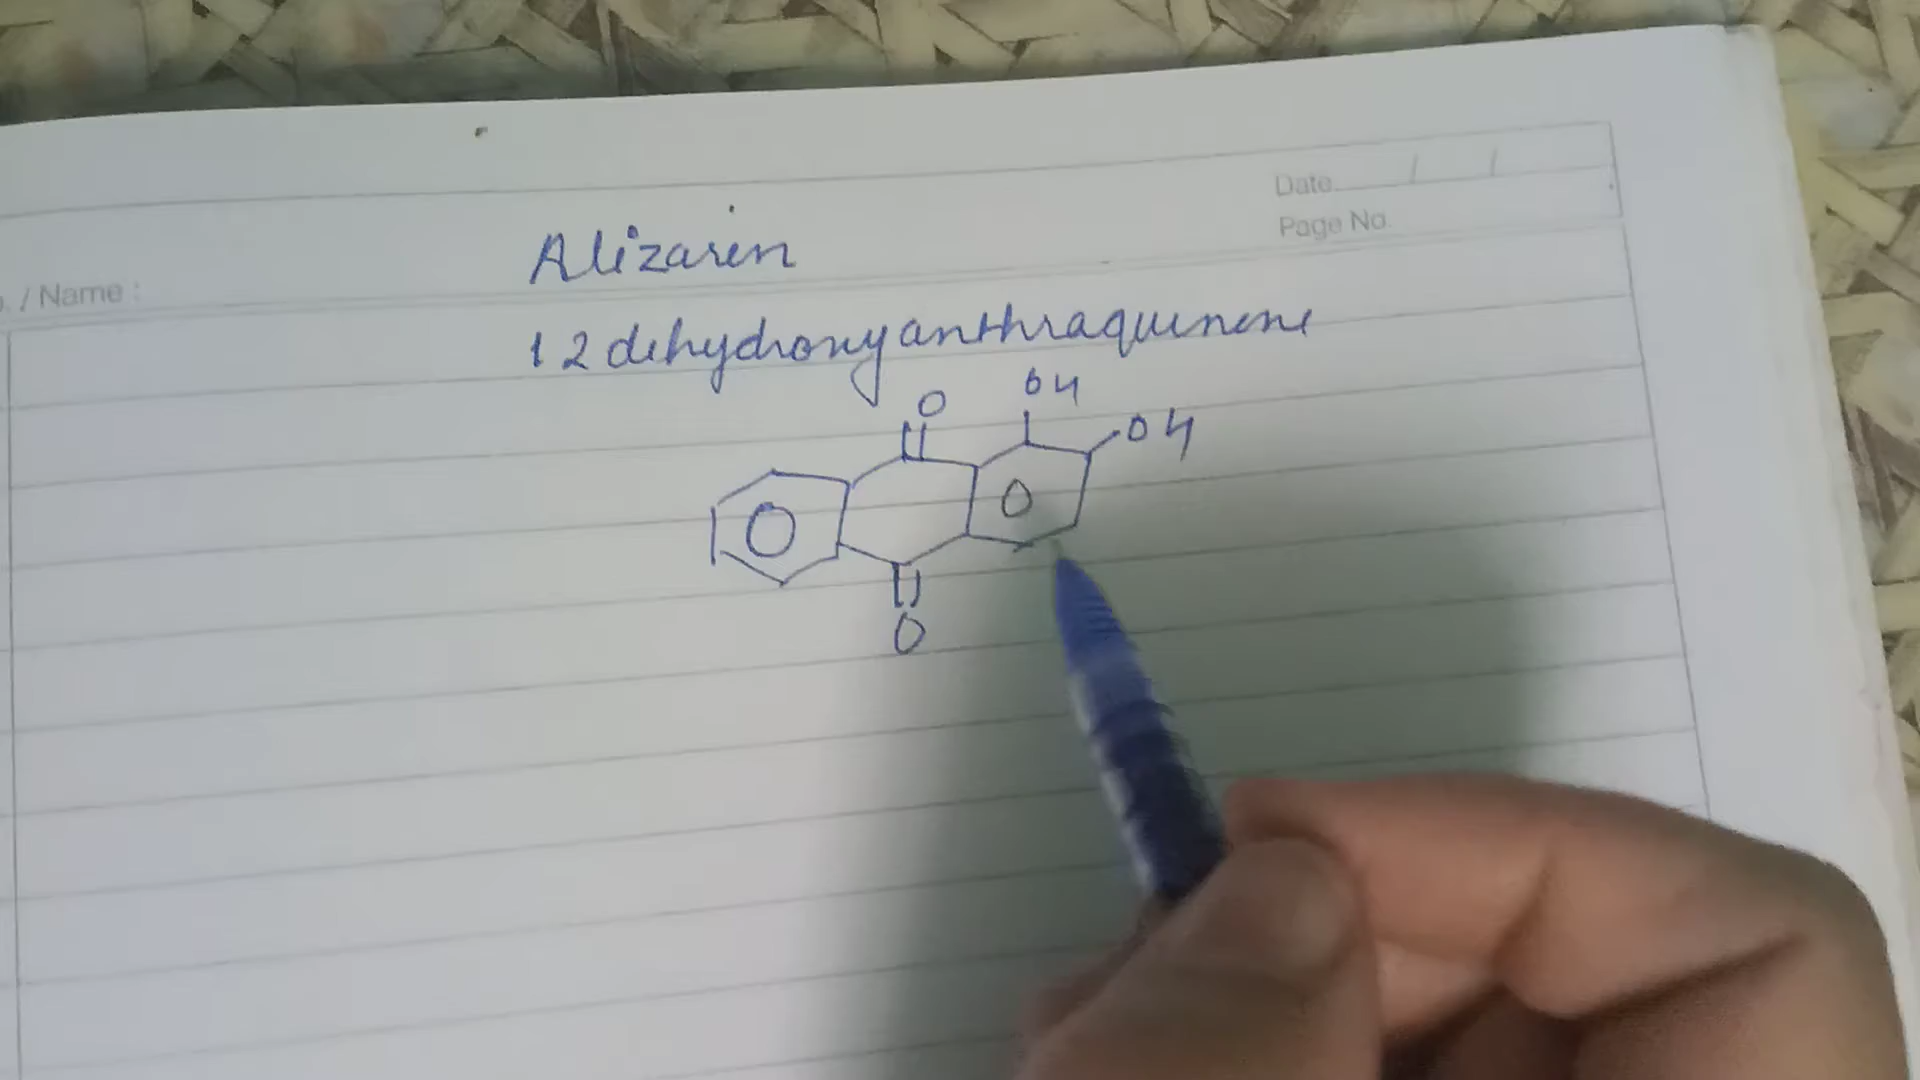 Date / /
Page No.
. / Name :
Alizarin
1 2 dihydroxyanthraquinone
O
OH
OH
O